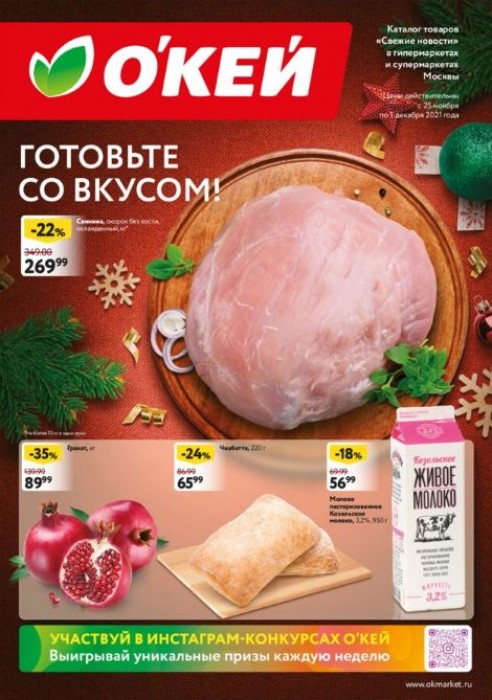 О'КЕЙ
Каталог товаров
«Свежие новости»
в гипермаркетах
и супермаркетах
Москвы
Цены действительны
с 25 ноября
по 1 декабря 2021 года
ГОТОВЬТЕ
СО ВКУСОМ!
-22%
Свинина, окорок без кости,
охлажденный, кг*
349.00
269.99
-35%
Гранат, кг
139.99
89.99
-24%
Чиабатта, 220 г
86.99
65.99
-18%
69.99
56.99
Молоко
пастеризованное
Козельское
молоко, 3,2%, 950 г
Козельское
ЖИВОЕ
МОЛОКО
ЖИРНОСТЬ
3,2%
УЧАСТВУЙ В ИНСТАГРАМ-КОНКУРСАХ О'КЕЙ
Выигрывай уникальные призы каждую неделю
www.okmarket.ru